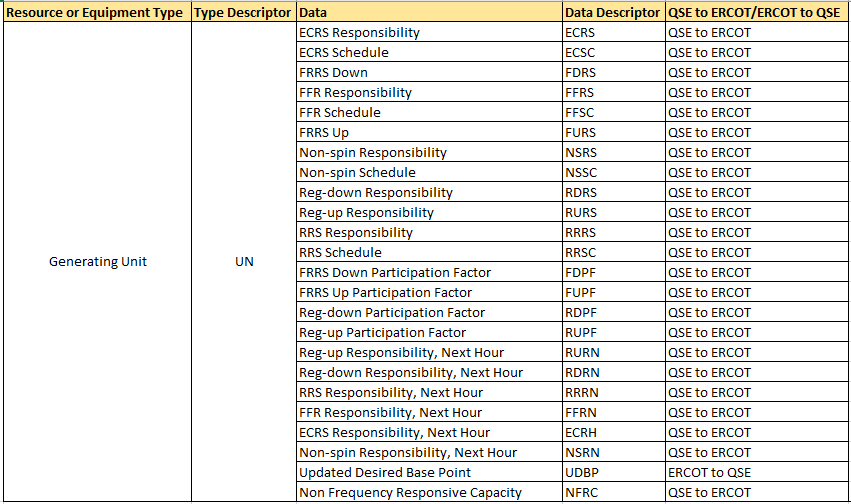 Resource or Equipment Type Type Descriptor Data Data Descriptor QSE to ERCOT/ERCOT to QSE
ECRS Responsibility ECRS QSE to ERCOT
ECRS Schedule ECSC QSE to ERCOT
FRRS Down FDRS QSE to ERCOT
FFR Responsibility FFRS QSE to ERCOT
FFR Schedule FFSC QSE to ERCOT
FRRS Up FURS QSE to ERCOT
Non-spin Responsibility NSRS QSE to ERCOT
Non-spin Schedule NSSC QSE to ERCOT
Reg-down Responsibility RDRS QSE to ERCOT
Reg-up Responsibility RURS QSE to ERCOT
RRS Responsibility RRRS QSE to ERCOT
RRS Schedule RRSC QSE to ERCOT
Generating Unit UN
FRRS Down Participation Factor FDPF QSE to ERCOT
FRRS Up Participation Factor FUPF QSE to ERCOT
Reg-down Participation Factor RDPF QSE to ERCOT
Reg-up Participation Factor RUPF QSE to ERCOT
Reg-up Responsibility, Next Hour RURN QSE to ERCOT
Reg-down Responsibility, Next Hour RDRN QSE to ERCOT
RRS Responsibility, Next Hour RRRN QSE to ERCOT
FFR Responsibility, Next Hour FFRN QSE to ERCOT
ECRS Responsibility, Next Hour ECRH QSE to ERCOT
Non-spin Responsibility, Next Hour NSRN QSE to ERCOT
Updated Desired Base Point UDBP ERCOT to QSE
Non Frequency Responsive Capacity NFRC QSE to ERCOT